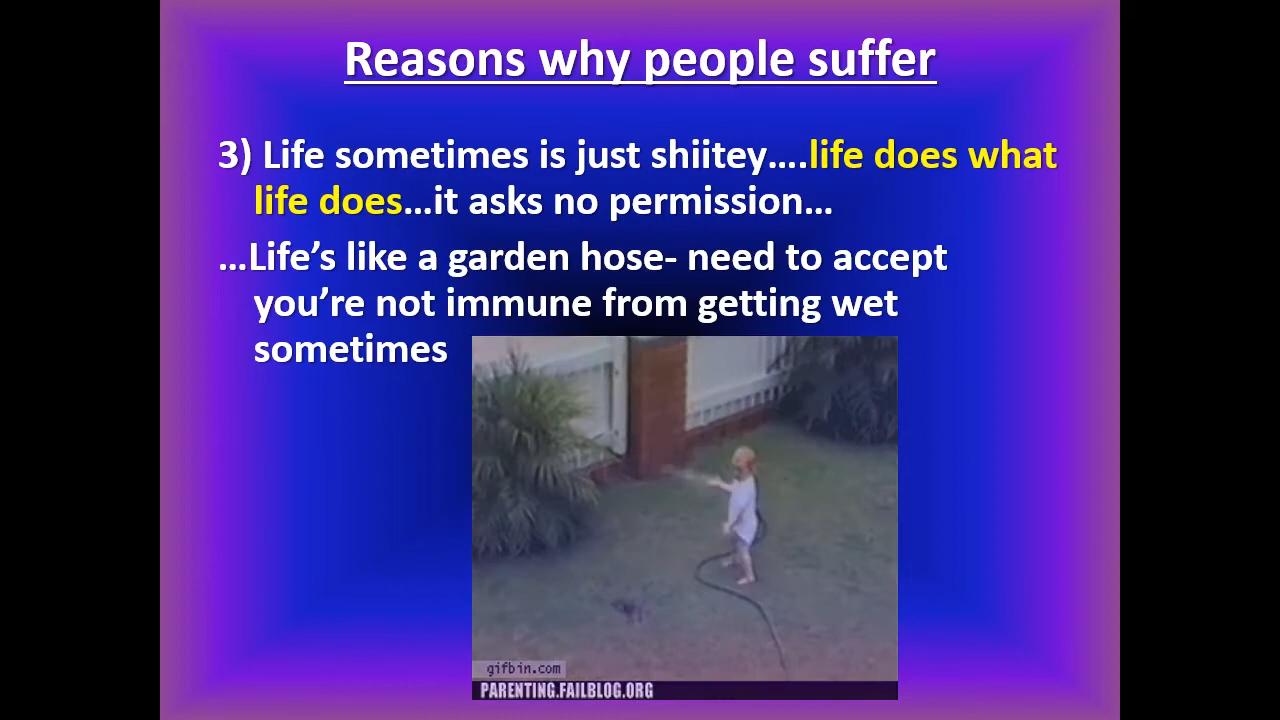 Reasons why people suffer
3) Life sometimes is just shiitey….life does what
life does…it asks no permission…
…Life’s like a garden hose- need to accept
you’re not immune from getting wet
sometimes
gifbin.com
PARENTING.FAILBLOG.ORG